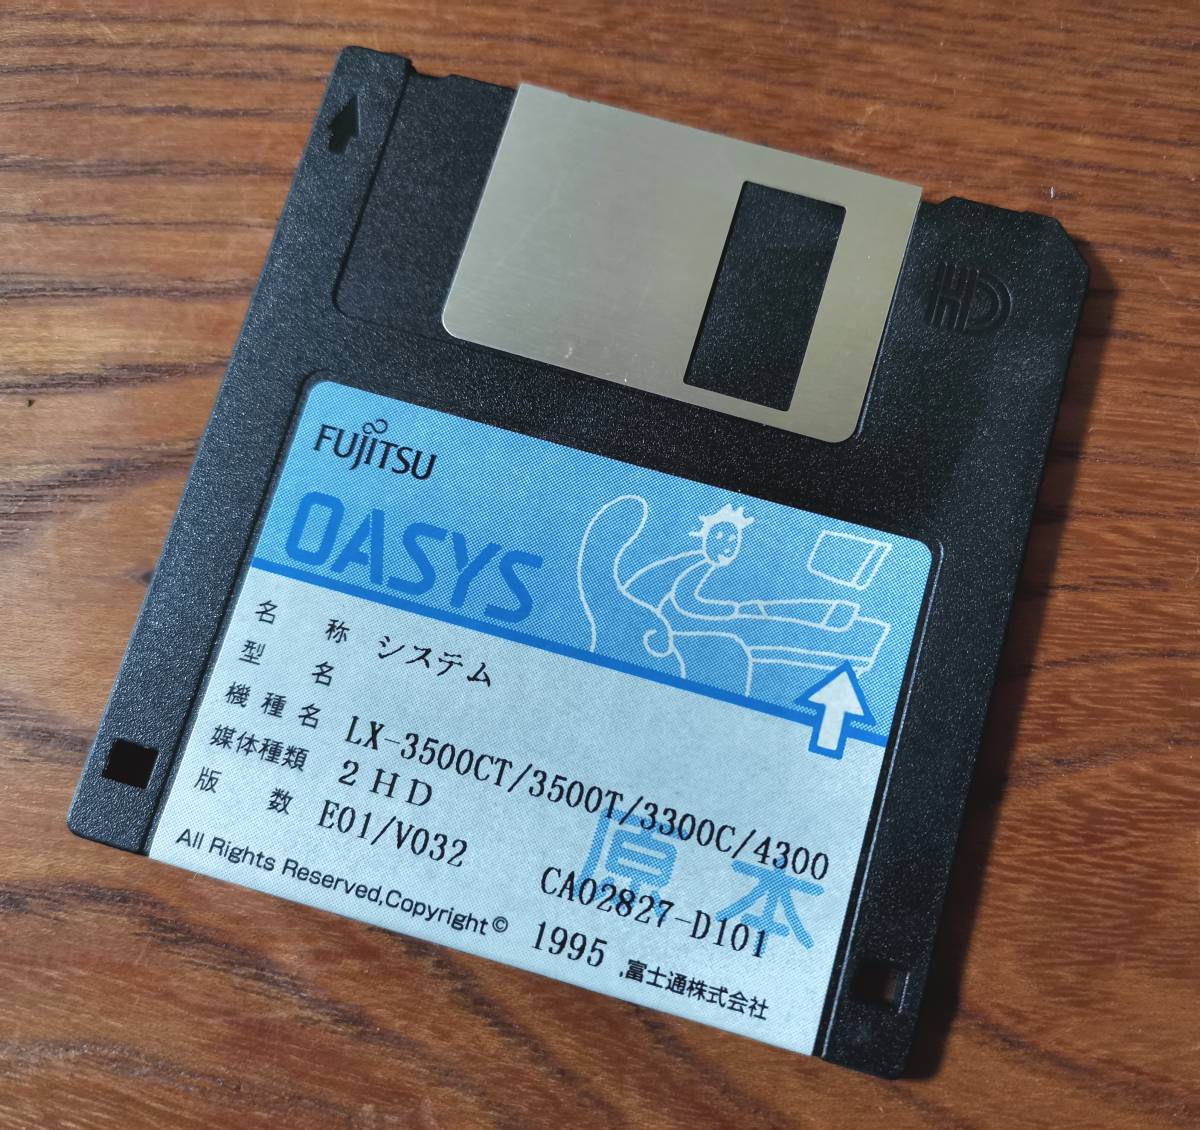 HD
FUJITSU
OASYS
名称 システム
型名
機種名 LX-3500CT/3500T/3300C/4300
媒体種類 2HD
版数 E01/V032
原本
CA02827-D101
All Rights Reserved,Copyright © 1995 ,富士通株式会社